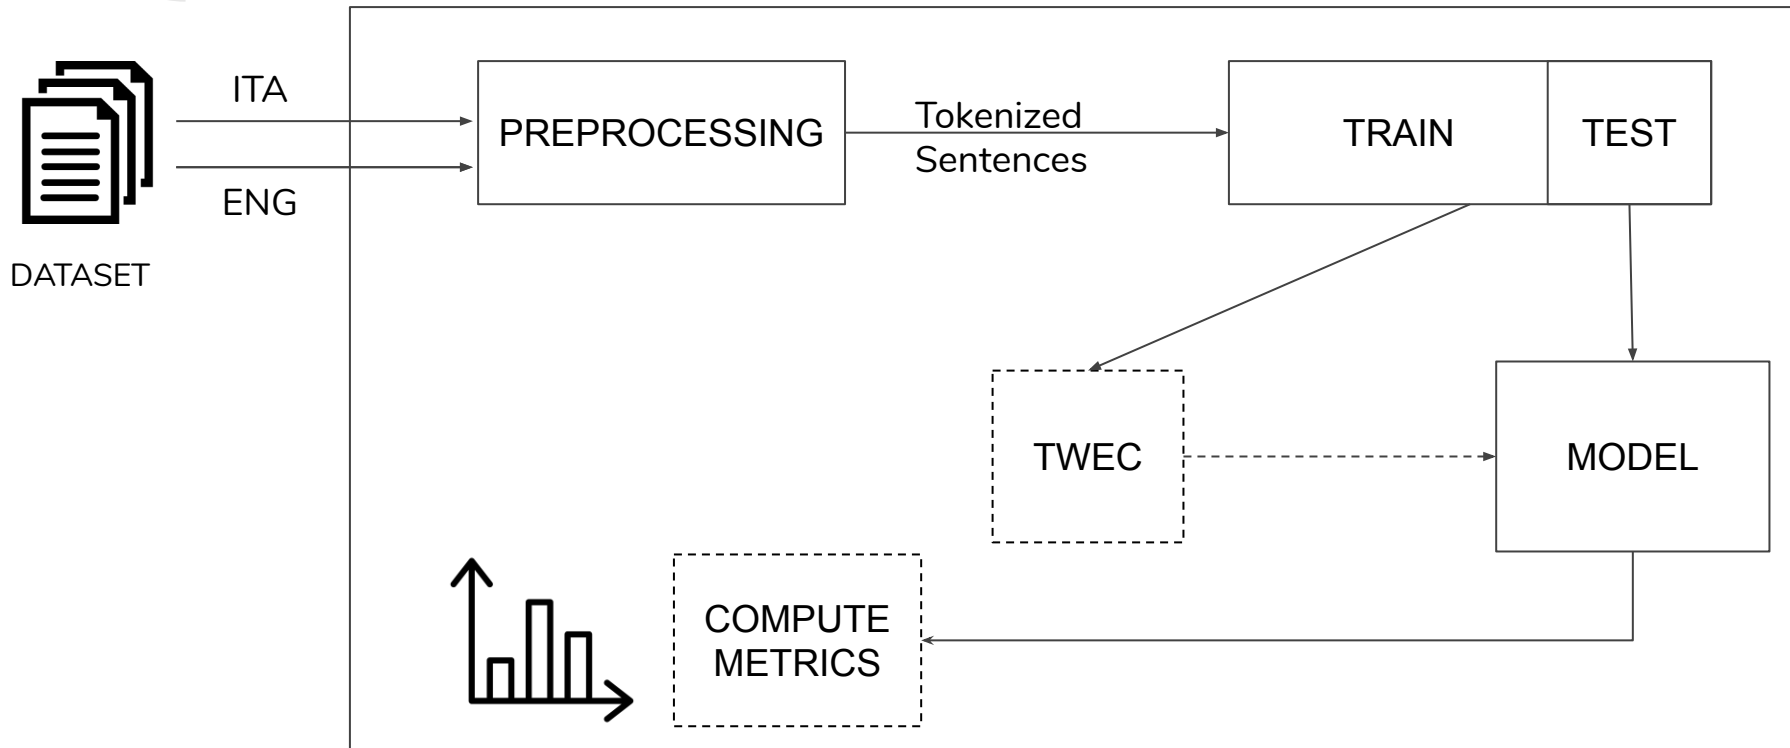 ITA
ENG
DATASET
PREPROCESSING
Tokenized
Sentences
TRAIN
TEST
TWEC
MODEL
COMPUTE
METRICS